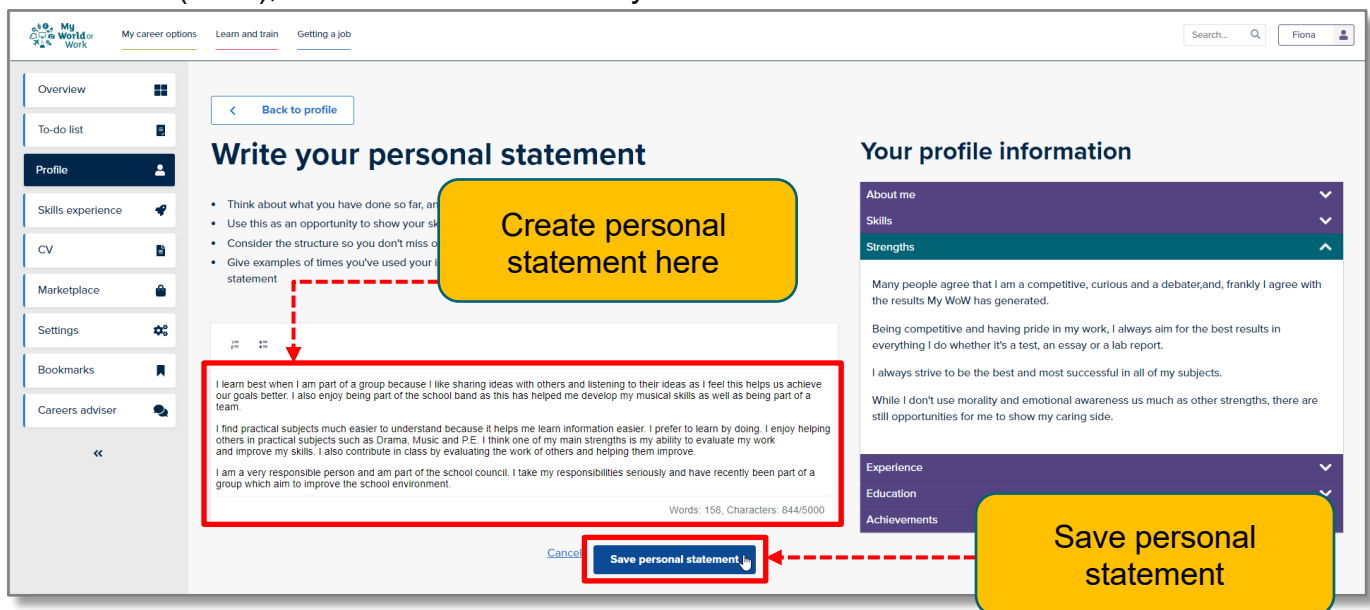 My
World OF
Work
My career options
Learn and train
Getting a job
Search...
Fiona
Overview
To-do list
Profile
Skills experience
CV
Marketplace
Settings
Bookmarks
Careers adviser
Back to profile
Write your personal statement
Think about what you have done so far, an
Use this as an opportunity to show your sk
Consider the structure so you don't miss o
Give examples of times you've used your i
statement
Create personal
statement here
I learn best when I am part of a group because I like sharing ideas with others and listening to their ideas as I feel this helps us achieve
our goals better. I also enjoy being part of the school band as this has helped me develop my musical skills as well as being part of a
team.
I find practical subjects much easier to understand because it helps me learn information easier. I prefer to learn by doing. I enjoy helping
others in practical subjects such as Drama, Music and P.E. I think one of my main strengths is my ability to evaluate my work
and improve my skills. I also contribute in class by evaluating the work of others and helping them improve.
I am a very responsible person and am part of the school council. I take my responsibilities seriously and have recently been part of a
group which aim to improve the school environment.
Words: 158, Characters: 844/5000
Cancel
Save personal statement
Your profile information
About me
Skills
Strengths
Many people agree that I am a competitive, curious and a debater,and, frankly I agree with
the results My WoW has generated.
Being competitive and having pride in my work, I always aim for the best results in
everything I do whether it's a test, an essay or a lab report.
I always strive to be the best and most successful in all of my subjects.
While I don't use morality and emotional awareness us much as other strengths, there are
still opportunities for me to show my caring side.
Experience
Education
Achievements
Save personal
statement